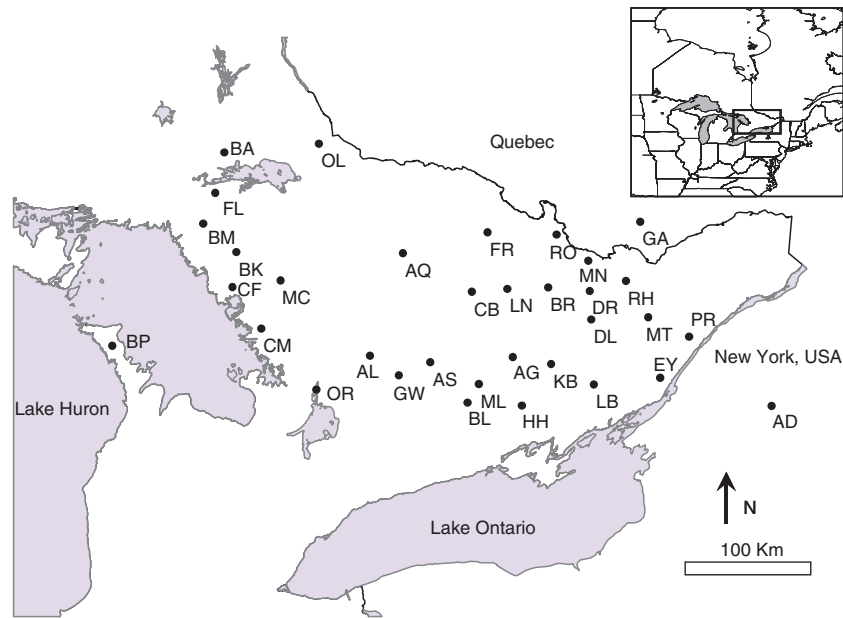 Quebec
BA
OL
FL
BM
FR
RO
GA
BK
AQ
MN
CF
MC
CB
LN
BR
DR
RH
DL
MT
PR
CM
BP
New York, USA
AL
AS
AG
KB
EY
Lake Huron
OR
GW
ML
LB
BL
HH
AD
N
Lake Ontario
100 Km